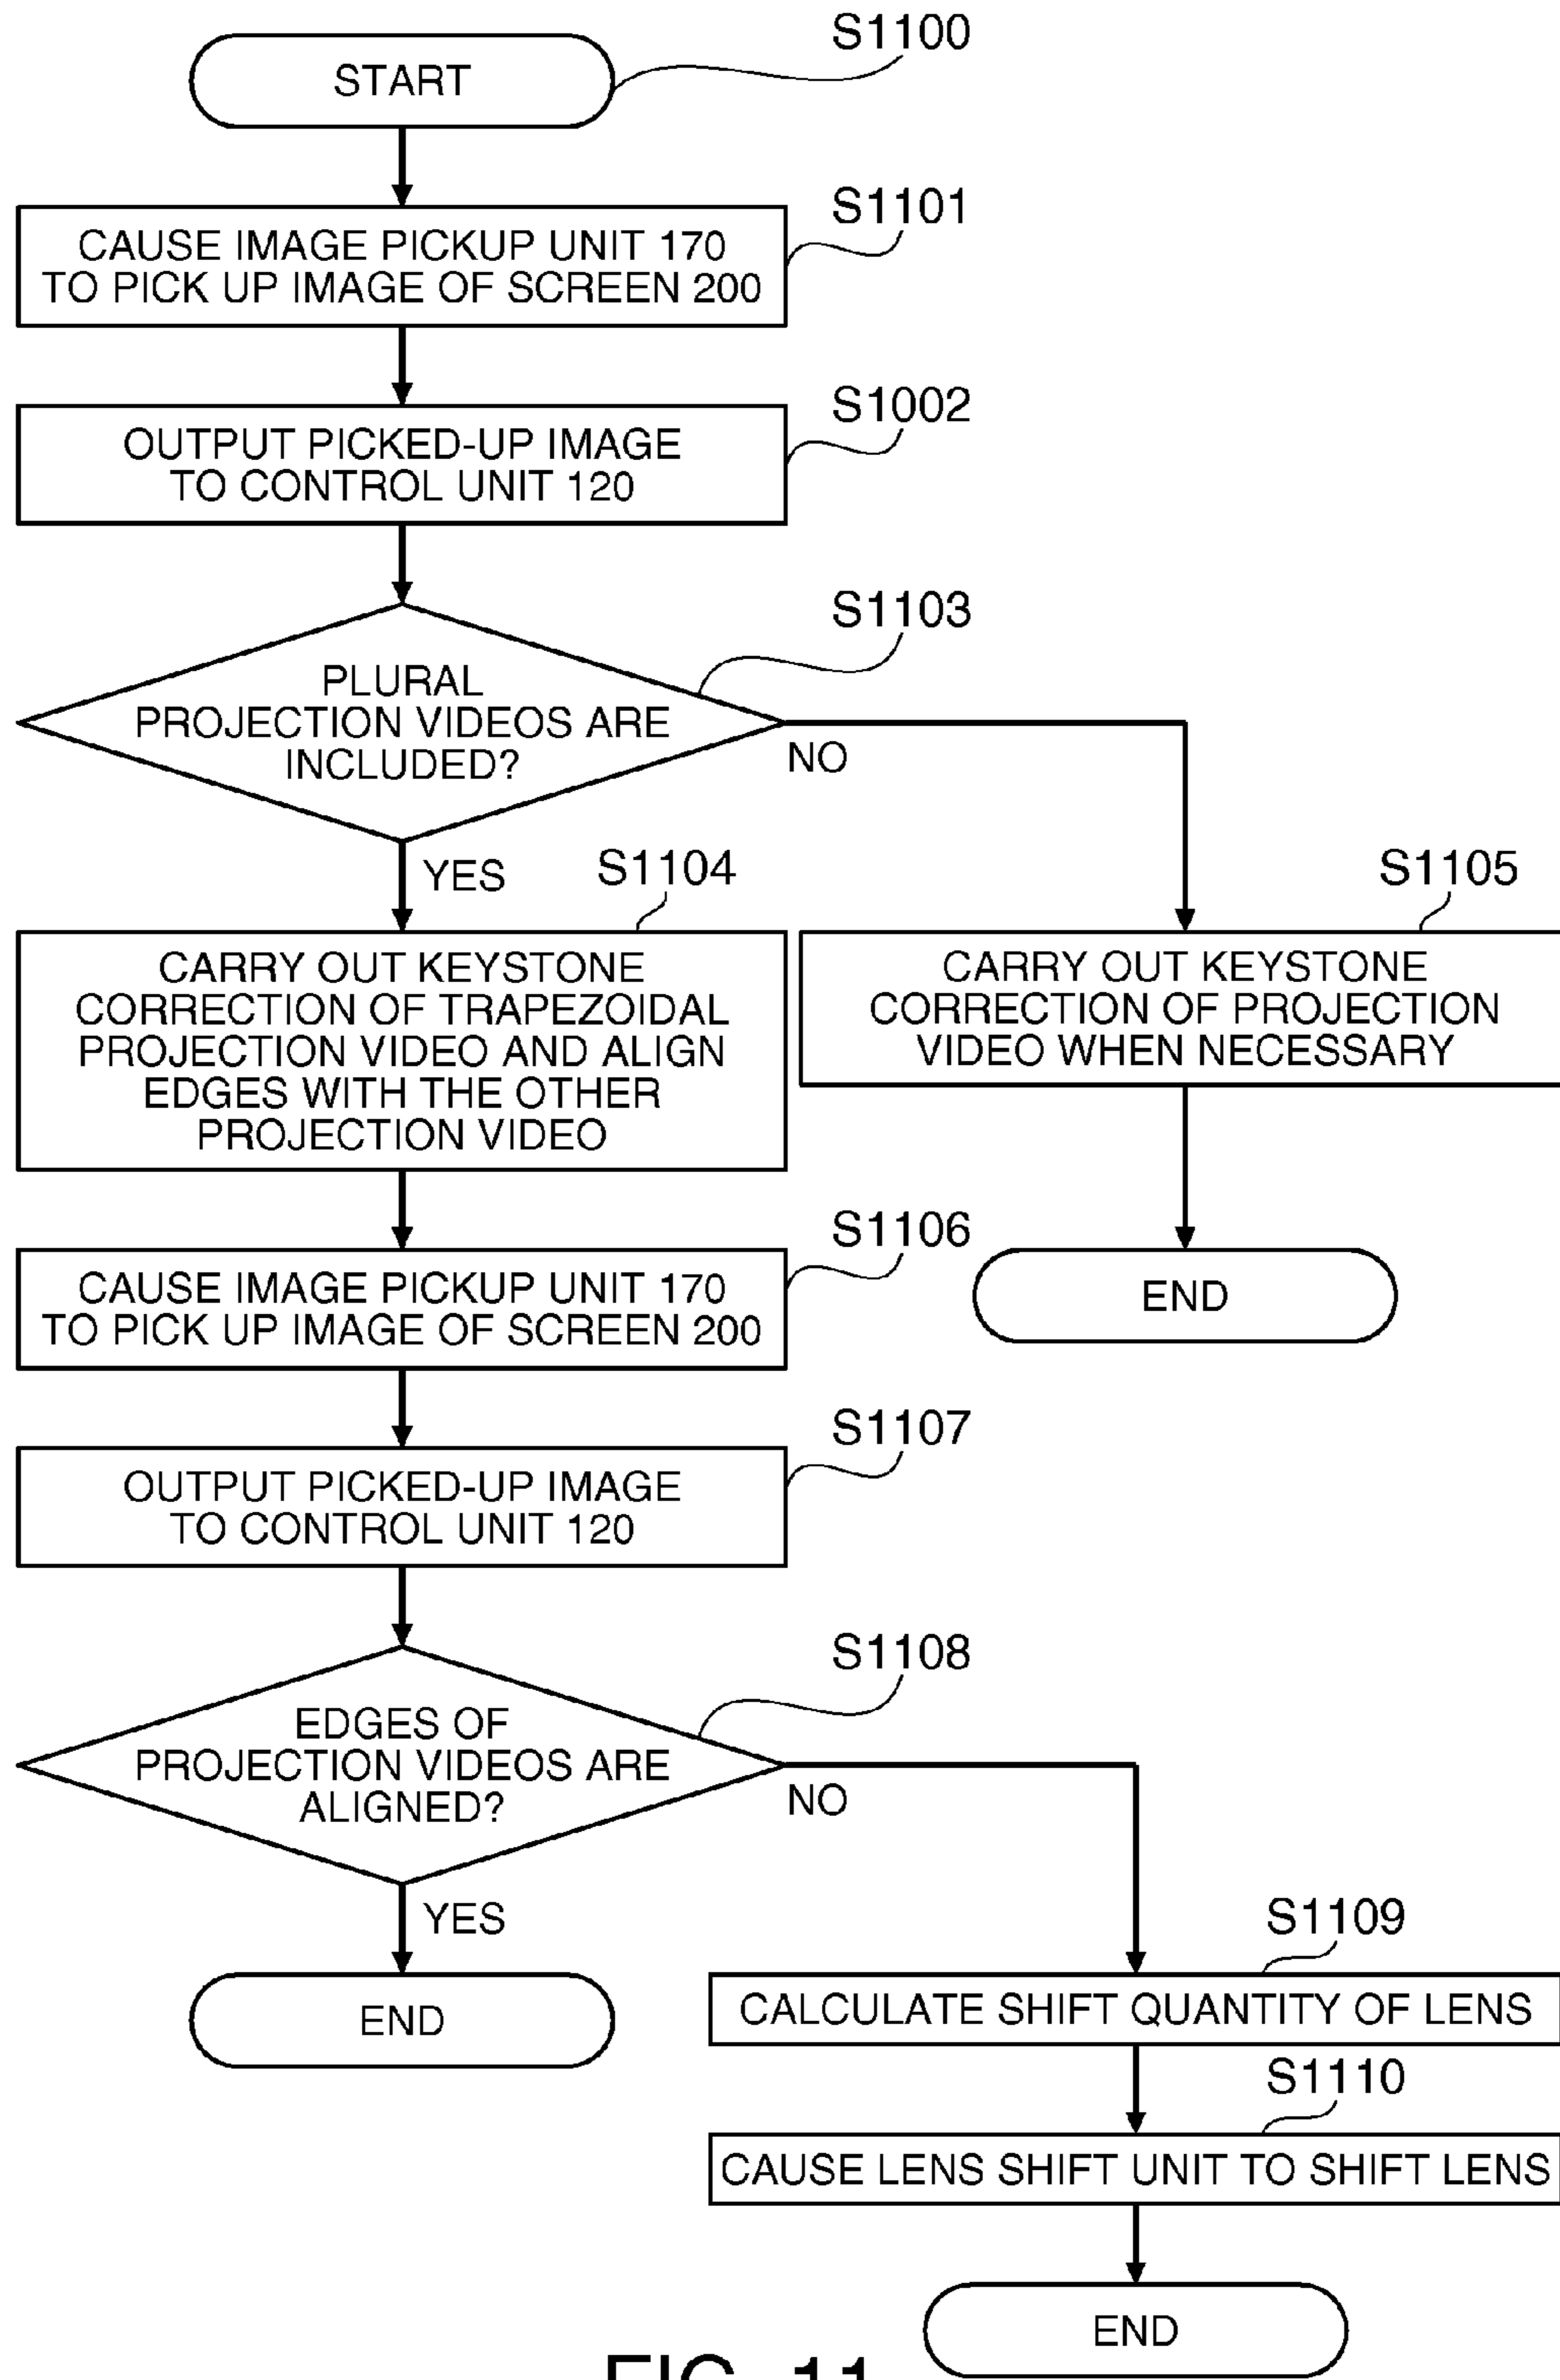 S1100
START
S1101
CAUSE IMAGE PICKUP UNIT 170
TO PICK UP IMAGE OF SCREEN 200
S1002
OUTPUT PICKED-UP IMAGE
TO CONTROL UNIT 120
S1103
PLURAL
PROJECTION VIDEOS ARE
INCLUDED?
NO
YES
S1104
CARRY OUT KEYSTONE
CORRECTION OF TRAPEZOIDAL
PROJECTION VIDEO AND ALIGN
EDGES WITH THE OTHER
PROJECTION VIDEO
S1105
CARRY OUT KEYSTONE
CORRECTION OF PROJECTION
VIDEO WHEN NECESSARY
END
S1106
CAUSE IMAGE PICKUP UNIT 170
TO PICK UP IMAGE OF SCREEN 200
S1107
OUTPUT PICKED-UP IMAGE
TO CONTROL UNIT 120
S1108
EDGES OF
PROJECTION VIDEOS ARE
ALIGNED?
NO
YES
END
S1109
CALCULATE SHIFT QUANTITY OF LENS
S1110
CAUSE LENS SHIFT UNIT TO SHIFT LENS
END
FIG. 11